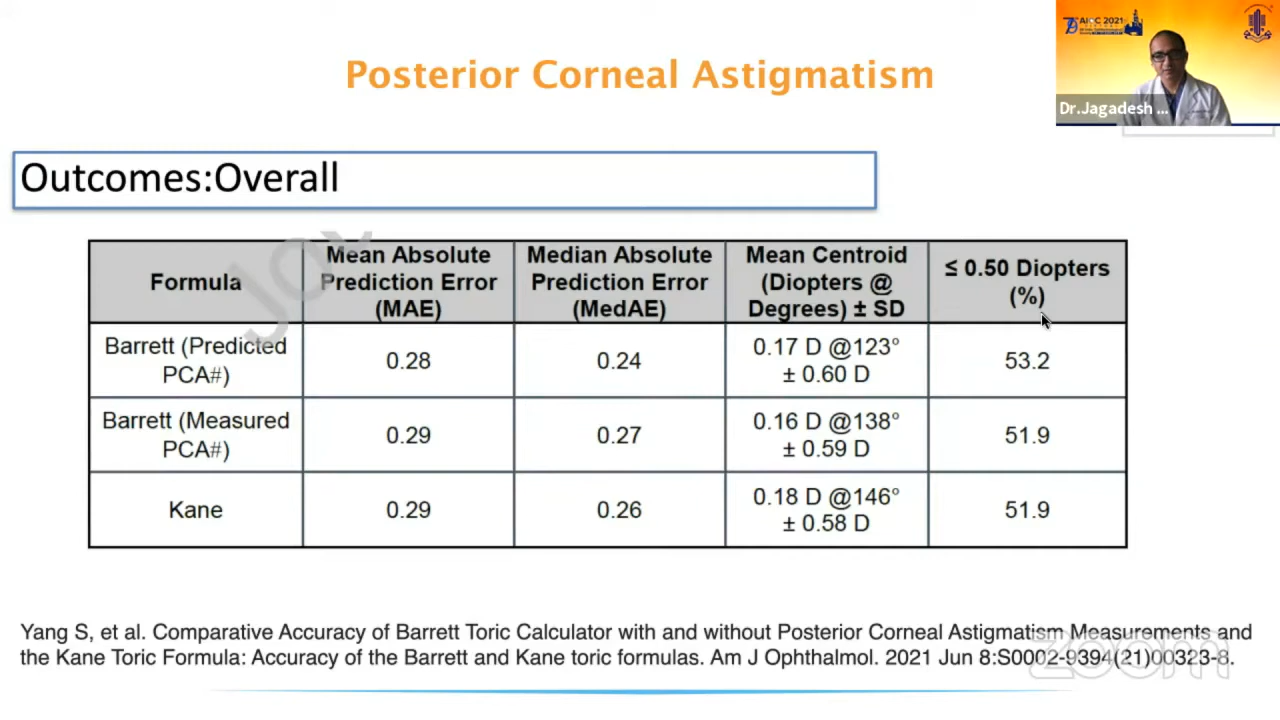 AIOC 2021
Dr.Jagadesh ...
Posterior Corneal Astigmatism
Outcomes:Overall
Formula
Mean Absolute
Prediction Error
(MAE)
Median Absolute
Prediction Error
(MedAE)
Mean Centroid
(Diopters @
Degrees) ± SD
≤ 0.50 Diopters
(%)
Barrett (Predicted
PCA#)
0.28
0.24
0.17 D @123°
± 0.60 D
53.2
Barrett (Measured
PCA#)
0.29
0.27
0.16 D @138°
± 0.59 D
51.9
Kane
0.29
0.26
0.18 D @146°
± 0.58 D
51.9
Yang S, et al. Comparative Accuracy of Barrett Toric Calculator with and without Posterior Corneal Astigmatism Measurements and
the Kane Toric Formula: Accuracy of the Barrett and Kane toric formulas. Am J Ophthalmol. 2021 Jun 8:S0002-9394(21)00323-8.
zoom